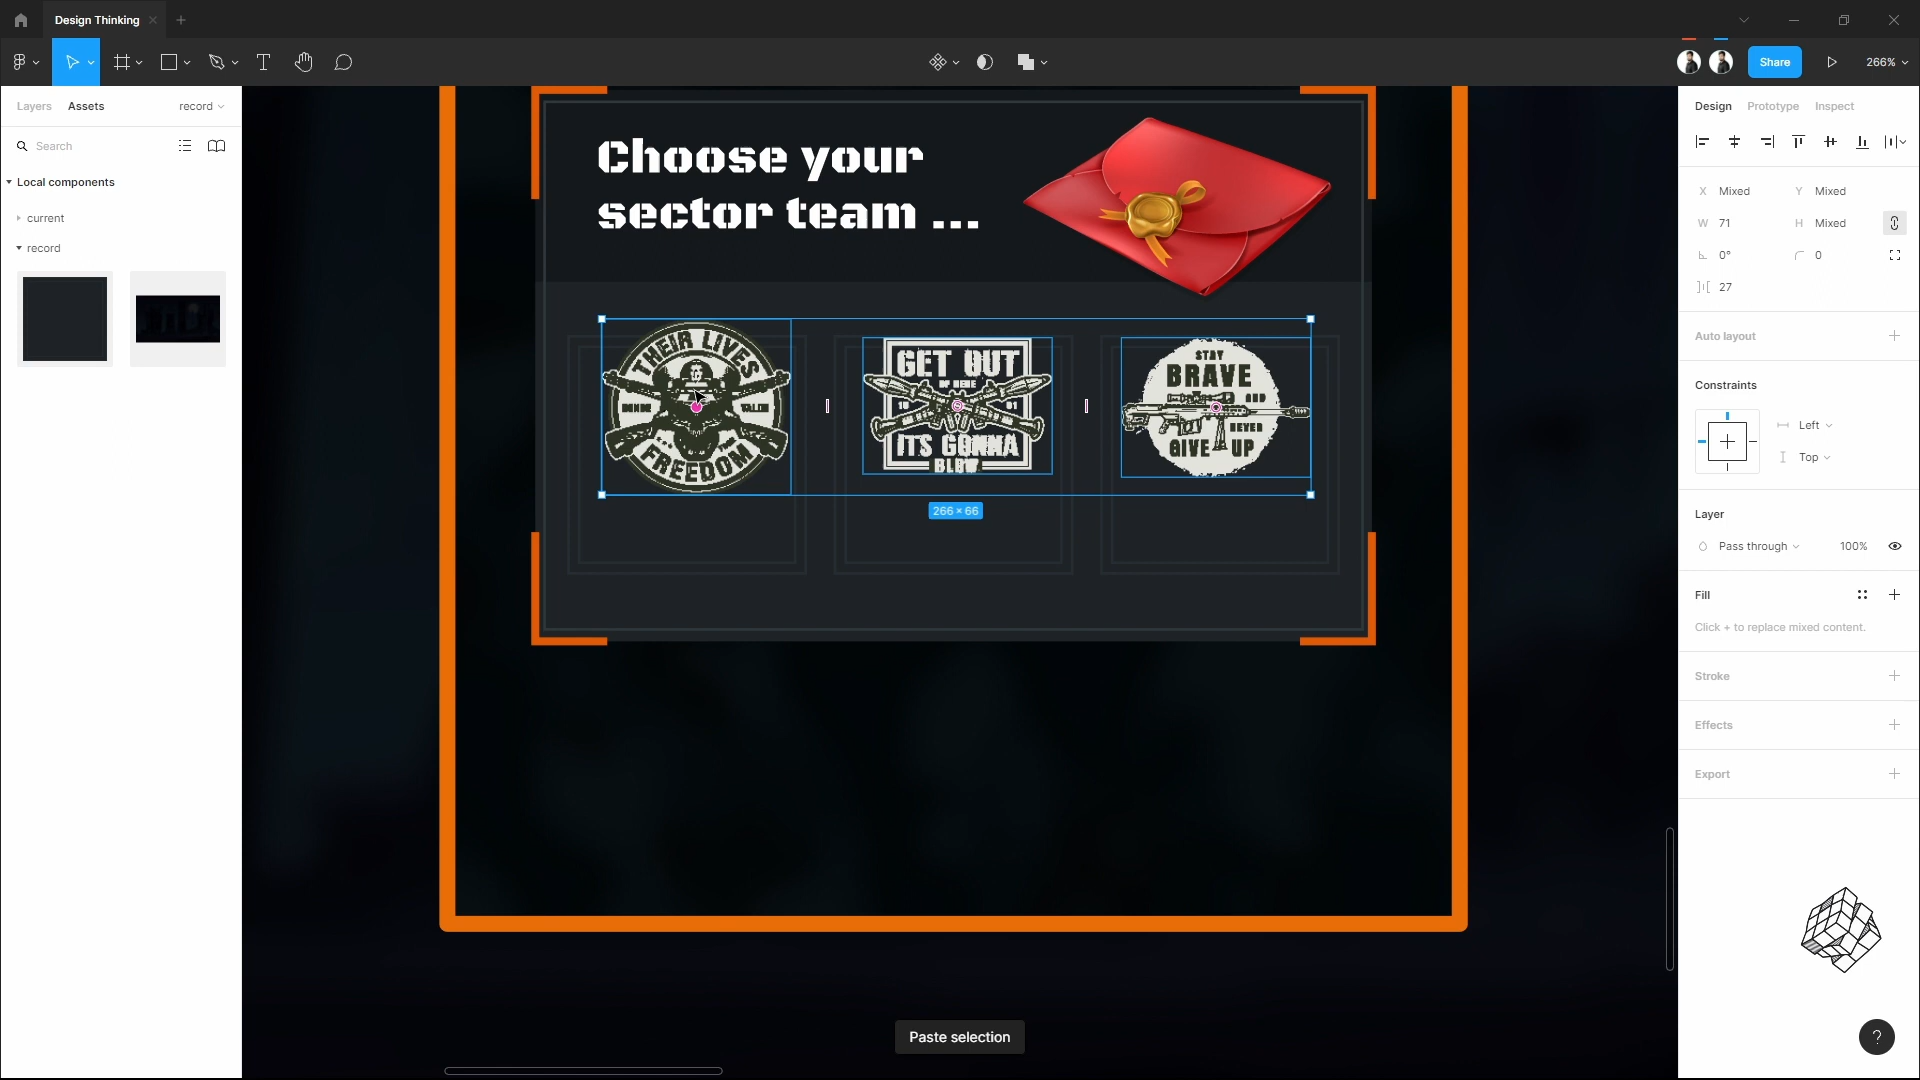 Design Thinking
Share
266%
Layers
Assets
record
Search
Local components
current
record
Choose your
sector team ...
THEIR LIVES
FREEDOM
GET OUT
OF HERE
ITS GONNA
BLOW
STAY
BRAVE
AND
NEVER
GIVE UP
266 × 66
Paste selection
Design
Prototype
Inspect
X Mixed
Y Mixed
W 71
H Mixed
0°
0
27
Auto layout
Constraints
Left
Top
Layer
Pass through
100%
Fill
Click + to replace mixed content.
Stroke
Effects
Export
?